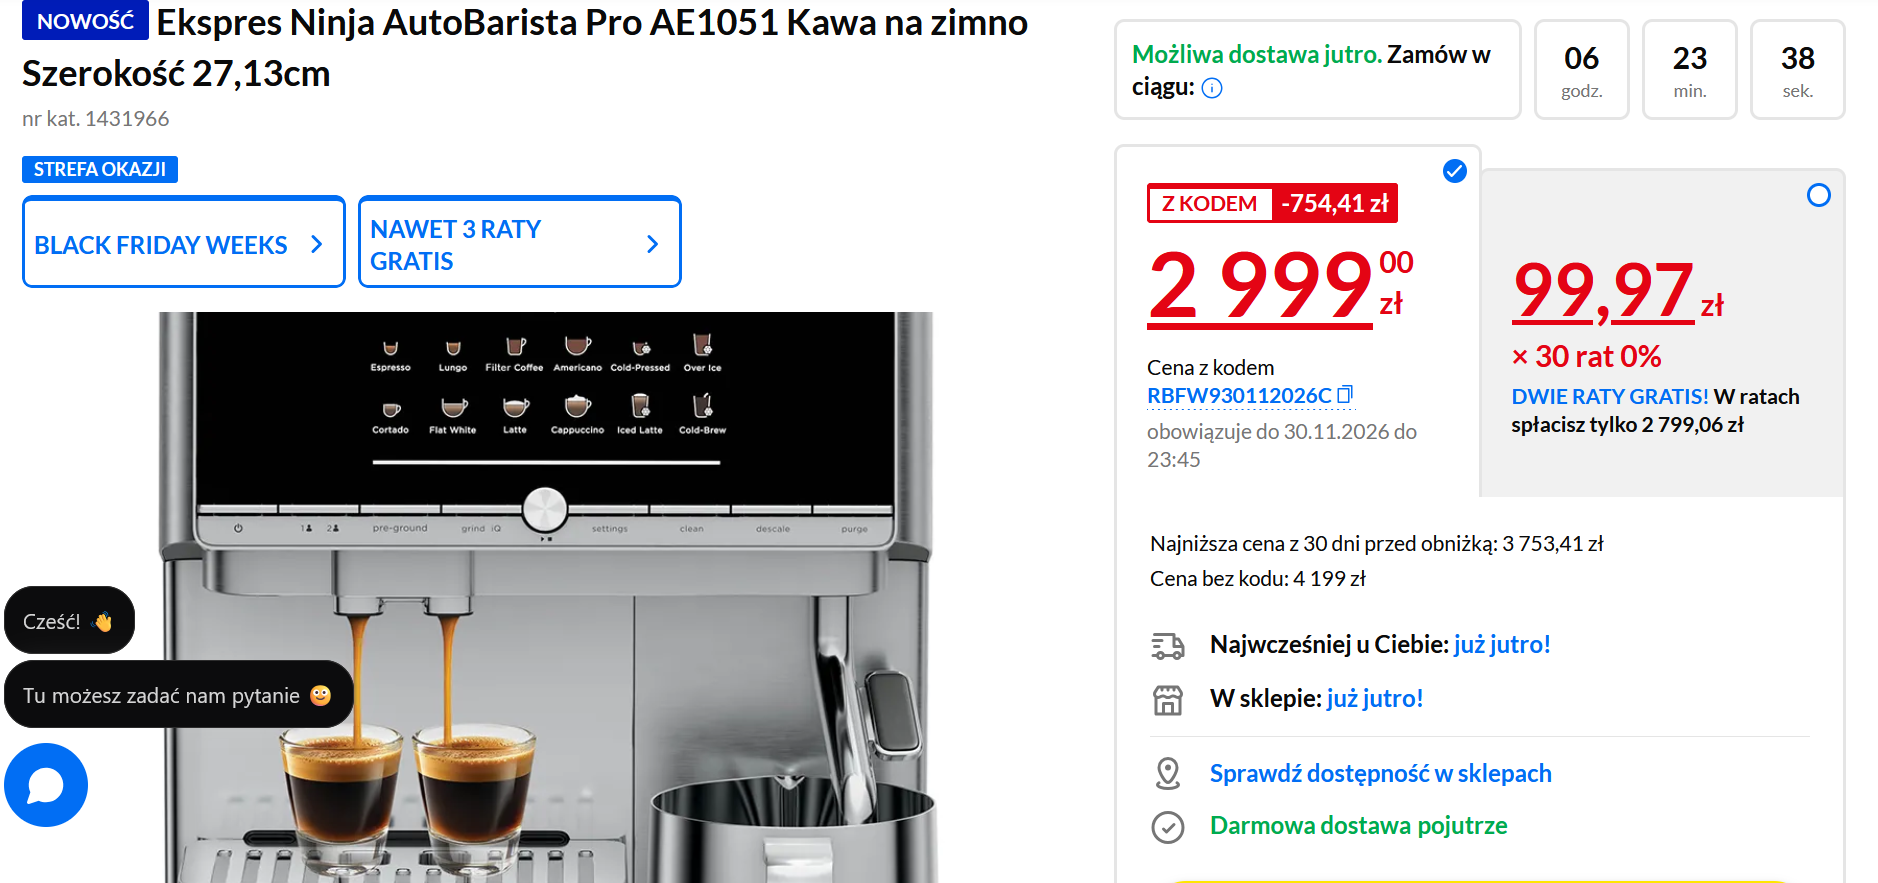 NOWOŚĆ Ekspres Ninja AutoBarista Pro AE1051 Kawa na zimno
Szerokość 27,13cm
nr kat. 1431966
STREFA OKAZJI
BLACK FRIDAY WEEKS
NAWET 3 RATY
GRATIS
Espresso Lungo Filter Coffee Americano Cold-Pressed Over Ice
Cortado Flat White Latte Cappuccino Iced Latte Cold-Brew
1 2 pre-ground grind iQ settings clean descale purge
Cześć! 👋
Tu możesz zadać nam pytanie 🙂
Możliwa dostawa jutro. Zamów w
ciągu:
06 godz.
23 min.
38 sek.
Z KODEM -754,41 zł
2 999 00 zł
Cena z kodem
RBFW930112026C
obowiązuje do 30.11.2026 do
23:45
99,97 zł
× 30 rat 0%
DWIE RATY GRATIS! W ratach
spłacisz tylko 2 799,06 zł
Najniższa cena z 30 dni przed obniżką: 3 753,41 zł
Cena bez kodu: 4 199 zł
Najwcześniej u Ciebie: już jutro!
W sklepie: już jutro!
Sprawdź dostępność w sklepach
Darmowa dostawa pojutrze